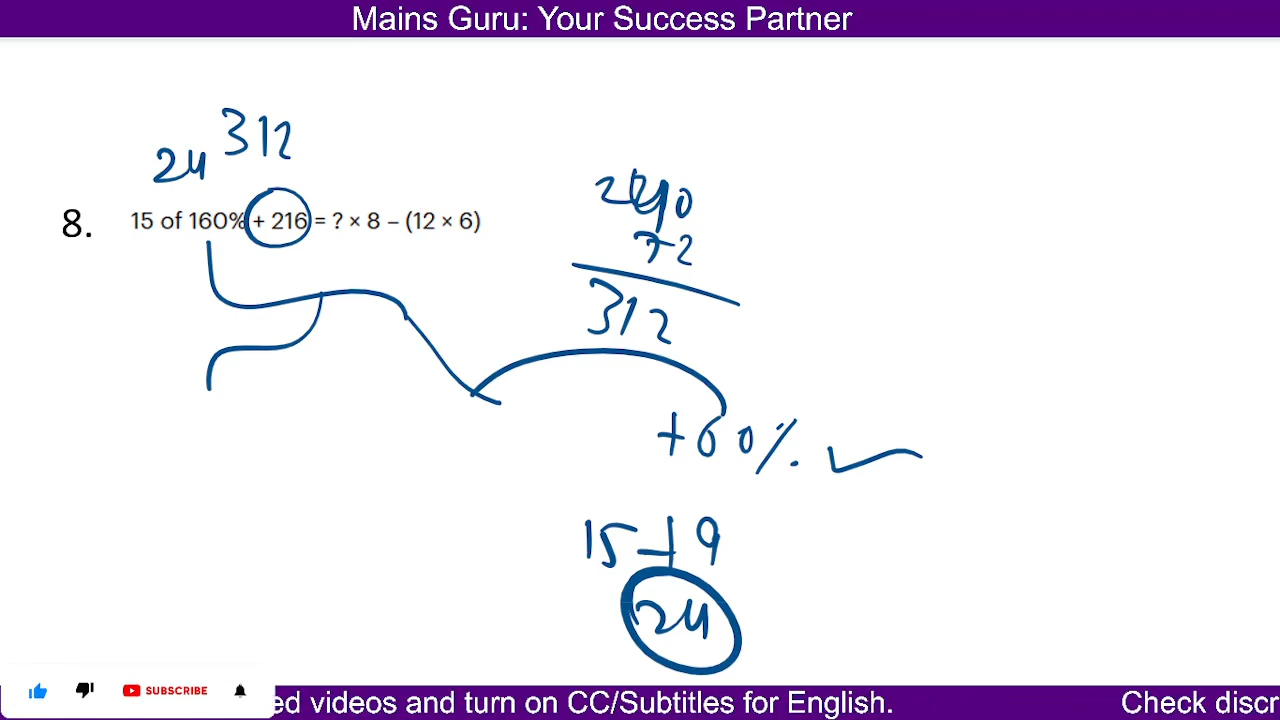 Mains Guru: Your Success Partner
24 312
8. 15 of 160% + 216 = ? × 8 – (12 × 6)
72
312
+60%.
15+9
24
SUBSCRIBE
ed videos and turn on CC/Subtitles for English.
Check discr